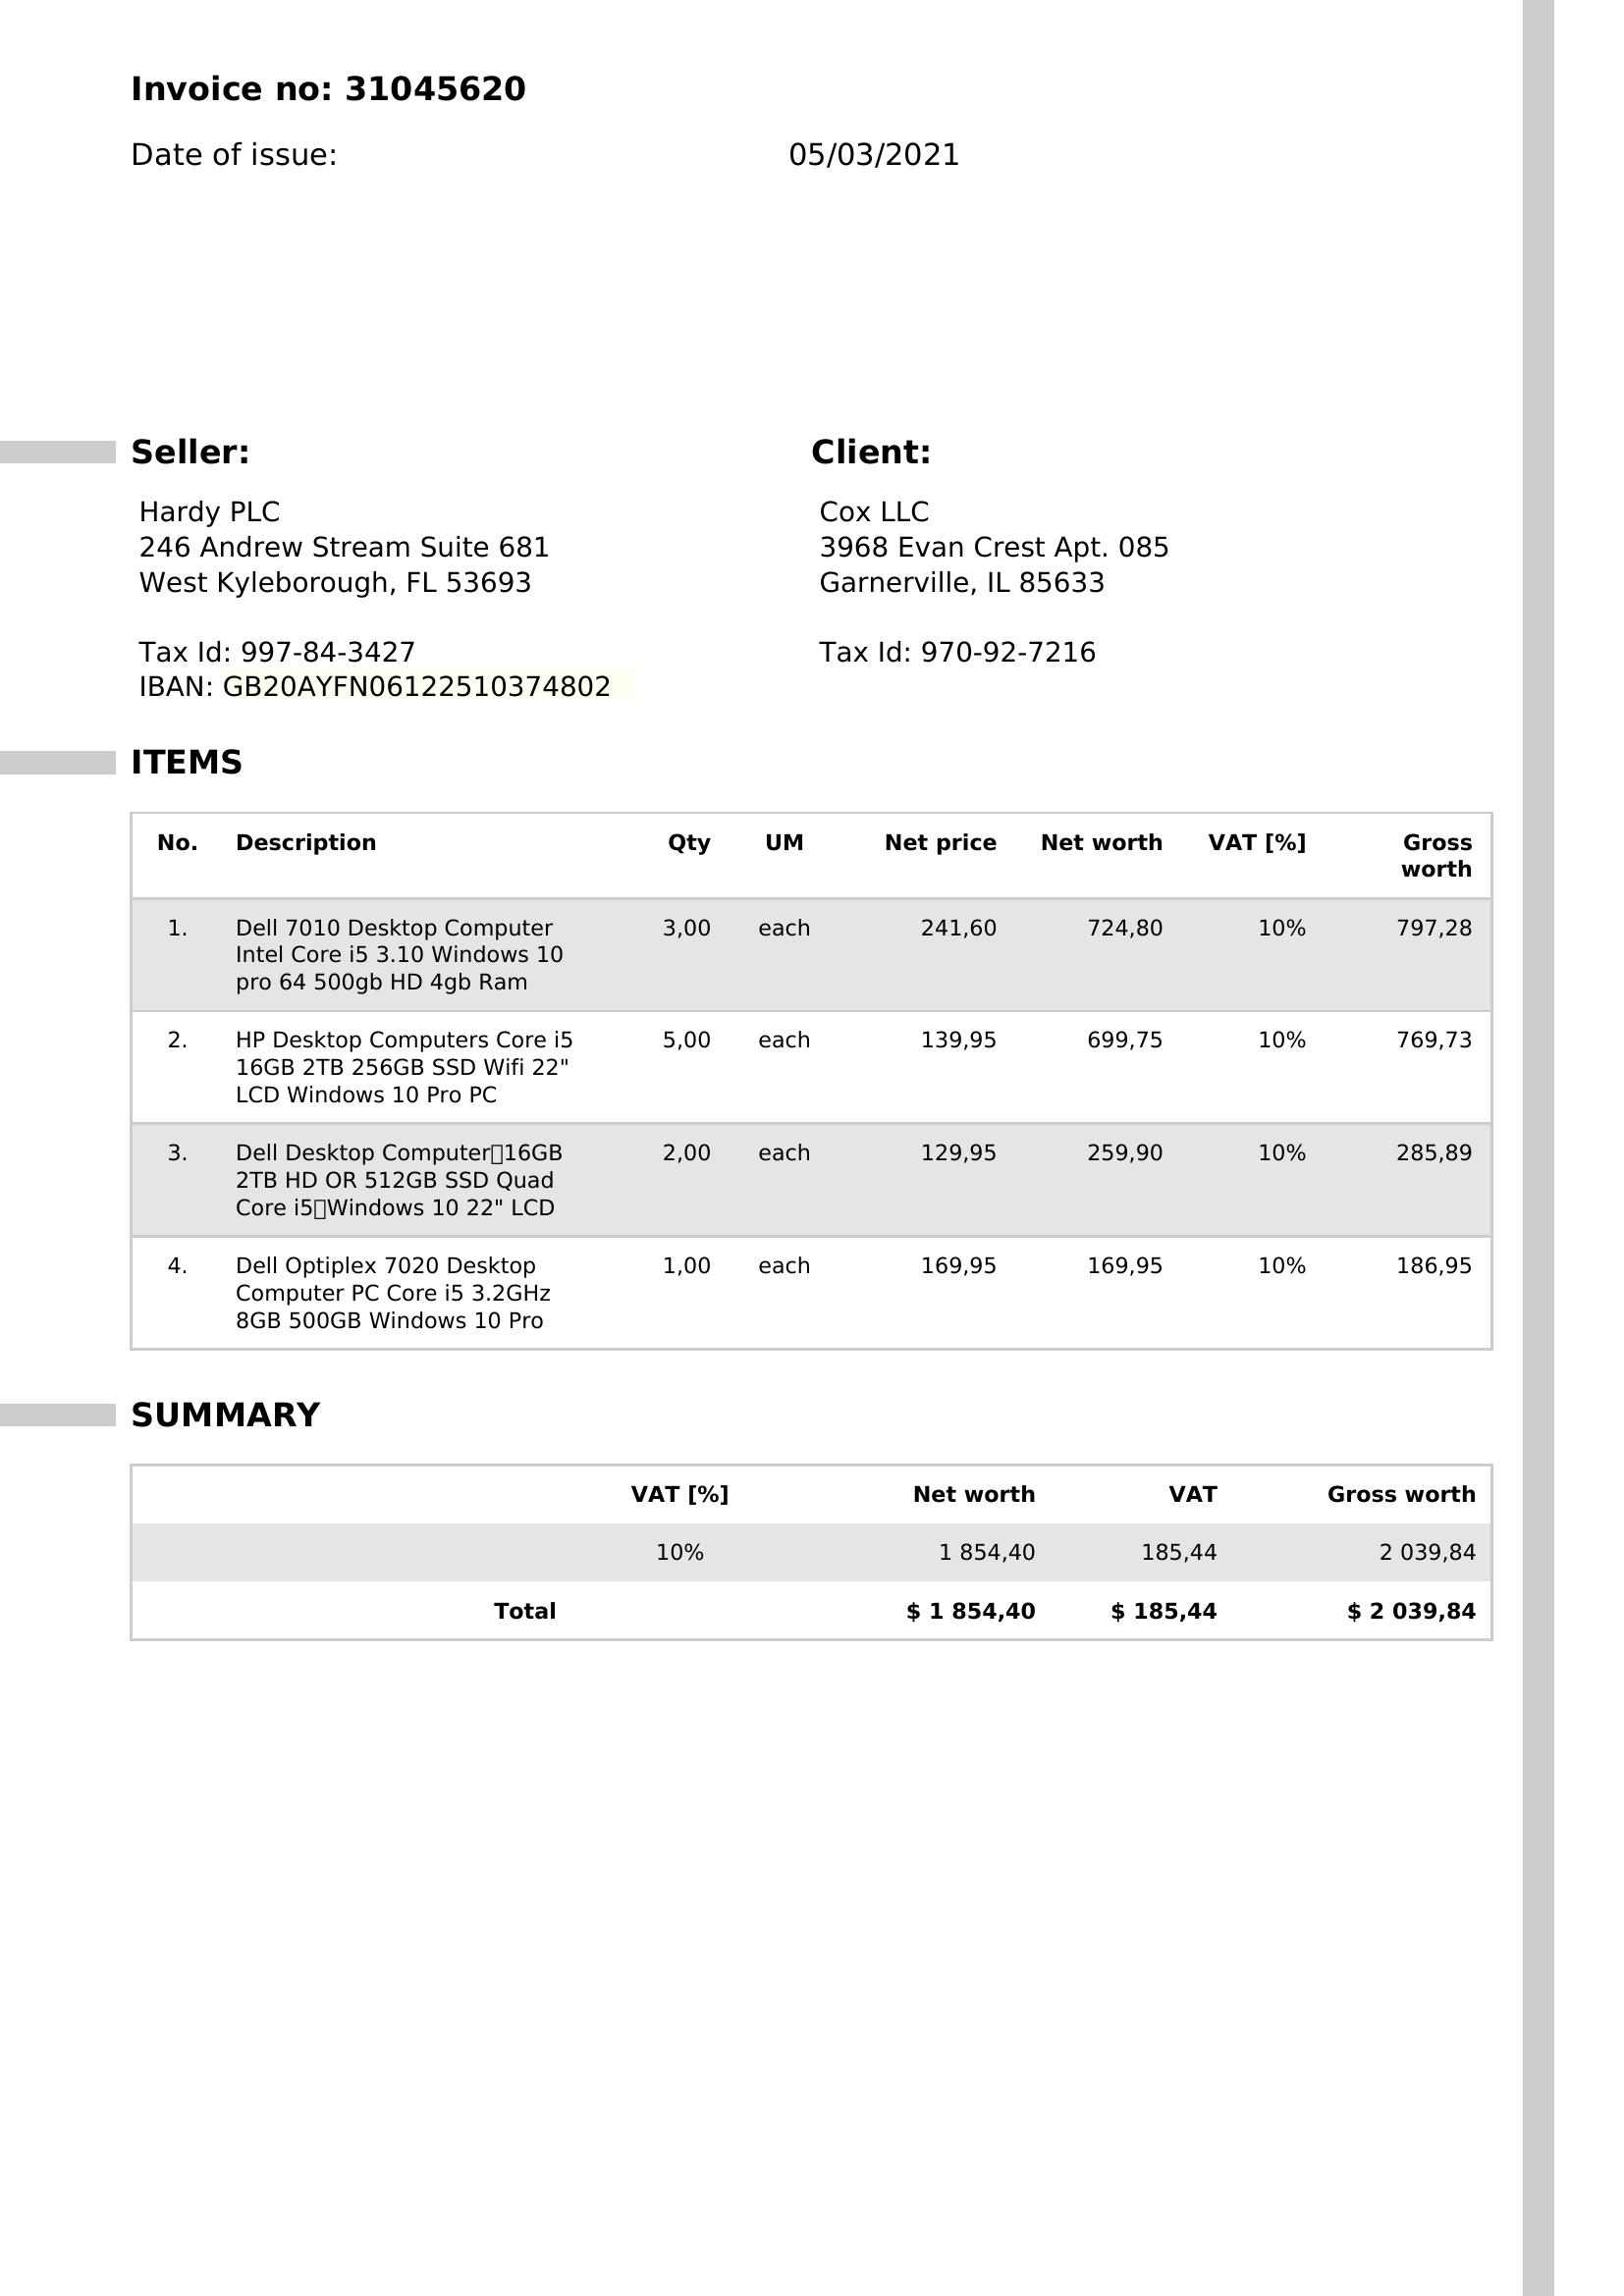 Invoice no: 31045620
Date of issue: 05/03/2021
Seller:
Hardy PLC
246 Andrew Stream Suite 681
West Kyleborough, FL 53693
Tax Id: 997-84-3427
IBAN: GB20AYFN06122510374802
Client:
Cox LLC
3968 Evan Crest Apt. 085
Garnerville, IL 85633
Tax Id: 970-92-7216
ITEMS
No. Description Qty UM Net price Net worth VAT [%] Gross
worth
1. Dell 7010 Desktop Computer 3,00 each 241,60 724,80 10% 797,28
Intel Core i5 3.10 Windows 10
pro 64 500gb HD 4gb Ram
2. HP Desktop Computers Core i5 5,00 each 139,95 699,75 10% 769,73
16GB 2TB 256GB SSD Wifi 22"
LCD Windows 10 Pro PC
3. Dell Desktop Computer▯16GB 2,00 each 129,95 259,90 10% 285,89
2TB HD OR 512GB SSD Quad
Core i5▯Windows 10 22" LCD
4. Dell Optiplex 7020 Desktop 1,00 each 169,95 169,95 10% 186,95
Computer PC Core i5 3.2GHz
8GB 500GB Windows 10 Pro
SUMMARY
VAT [%] Net worth VAT Gross worth
10% 1 854,40 185,44 2 039,84
Total $ 1 854,40 $ 185,44 $ 2 039,84